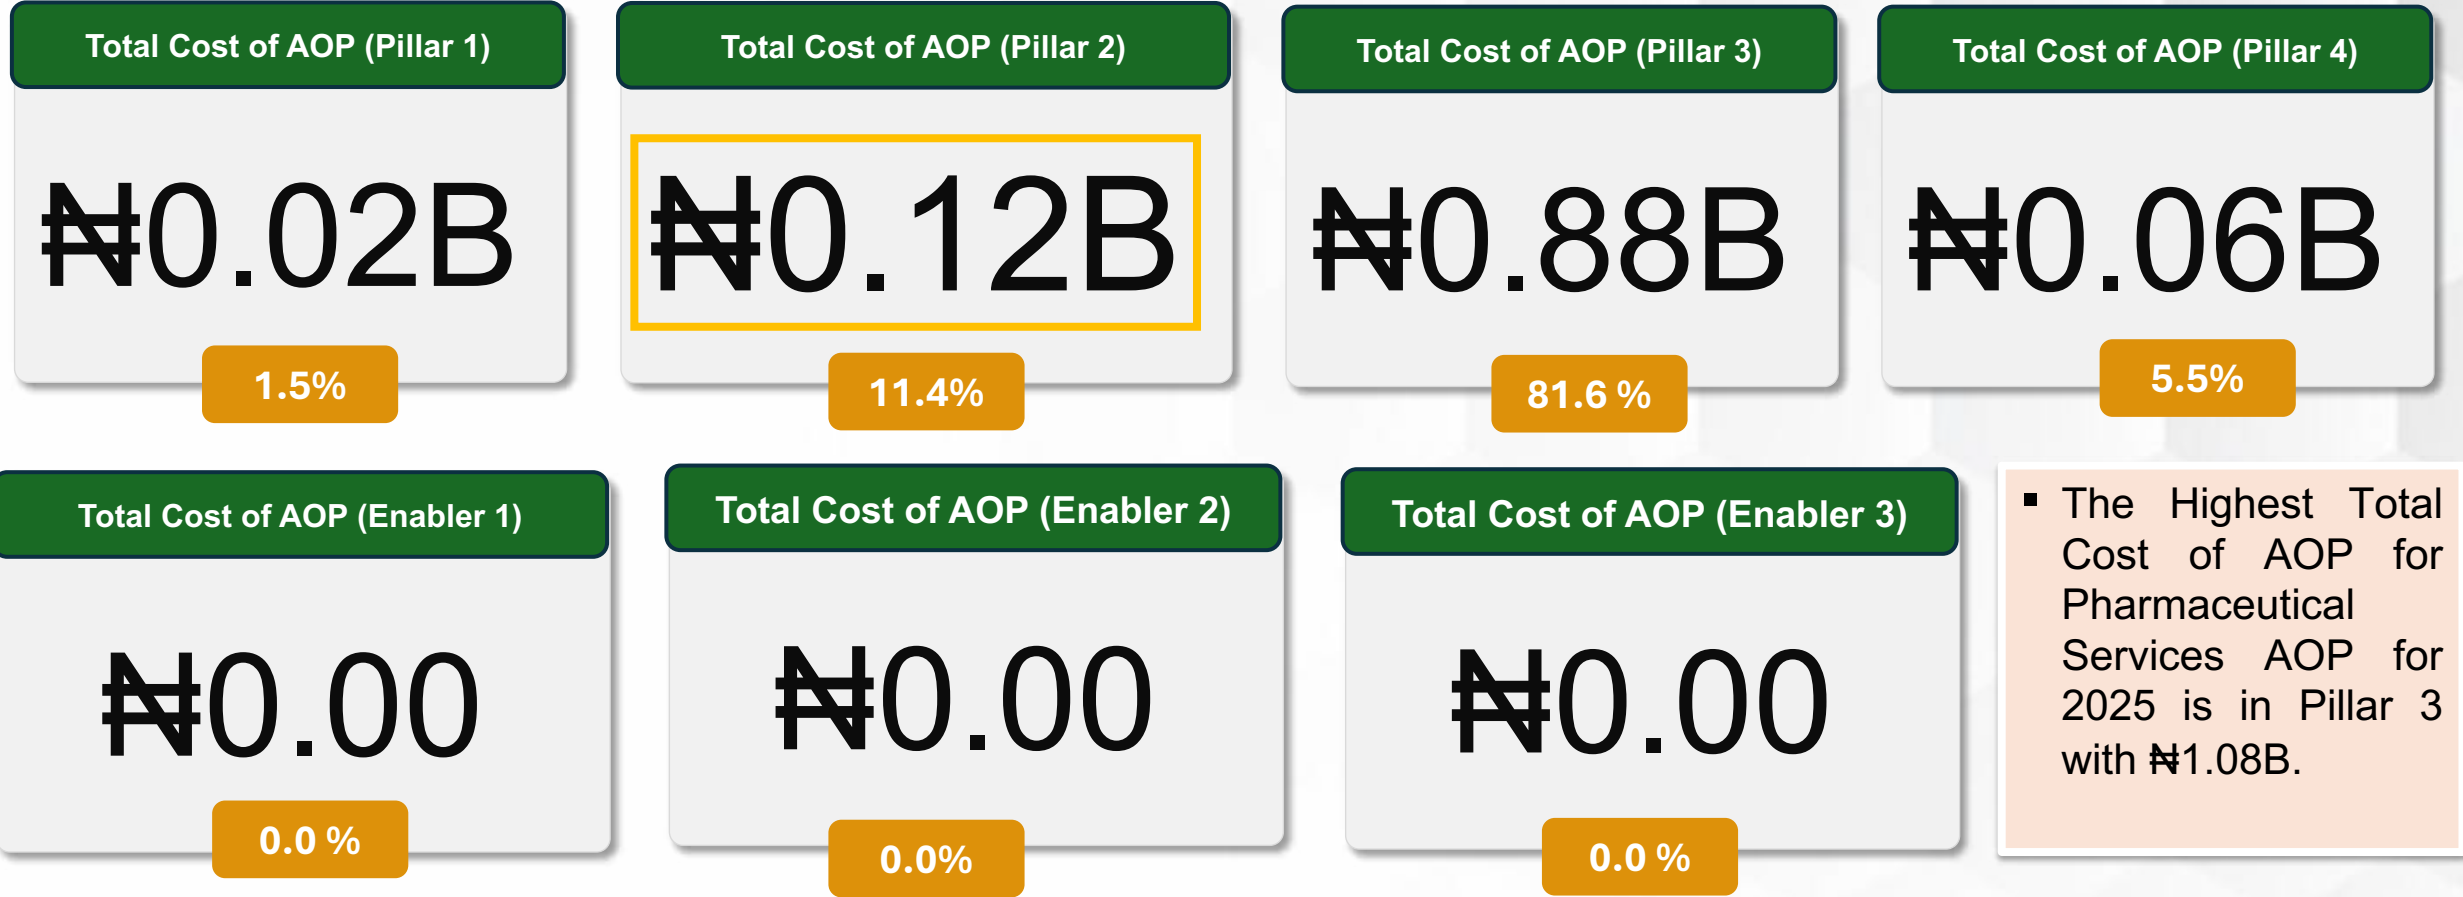 Total Cost of AOP (Pillar 1)
₦0.02B
1.5%
Total Cost of AOP (Pillar 2)
₦0.12B
11.4%
Total Cost of AOP (Pillar 3)
₦0.88B
81.6 %
Total Cost of AOP (Pillar 4)
₦0.06B
5.5%
Total Cost of AOP (Enabler 1)
₦0.00
0.0 %
Total Cost of AOP (Enabler 2)
₦0.00
0.0%
Total Cost of AOP (Enabler 3)
₦0.00
0.0 %
▪ The Highest Total
Cost of AOP for
Pharmaceutical
Services AOP for
2025 is in Pillar 3
with ₦1.08B.